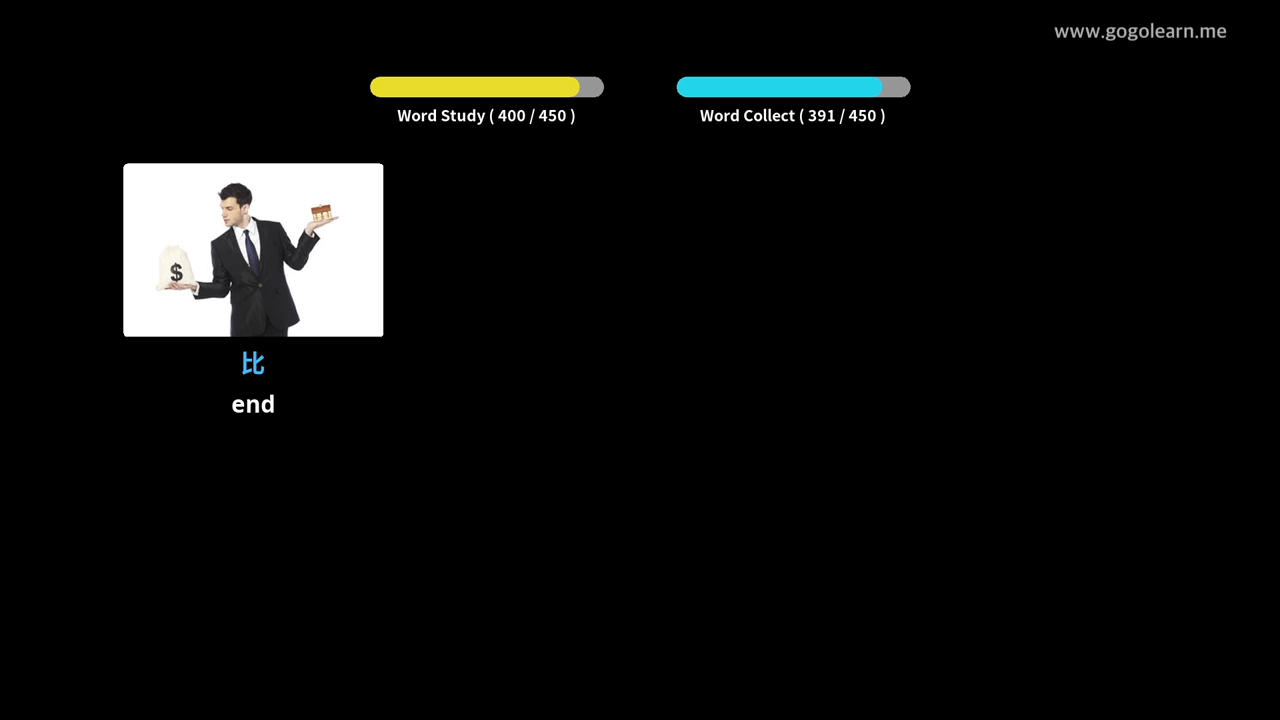 www.gogolearn.me
Word Study ( 400 / 450 )
Word Collect ( 391 / 450 )
$
比
end